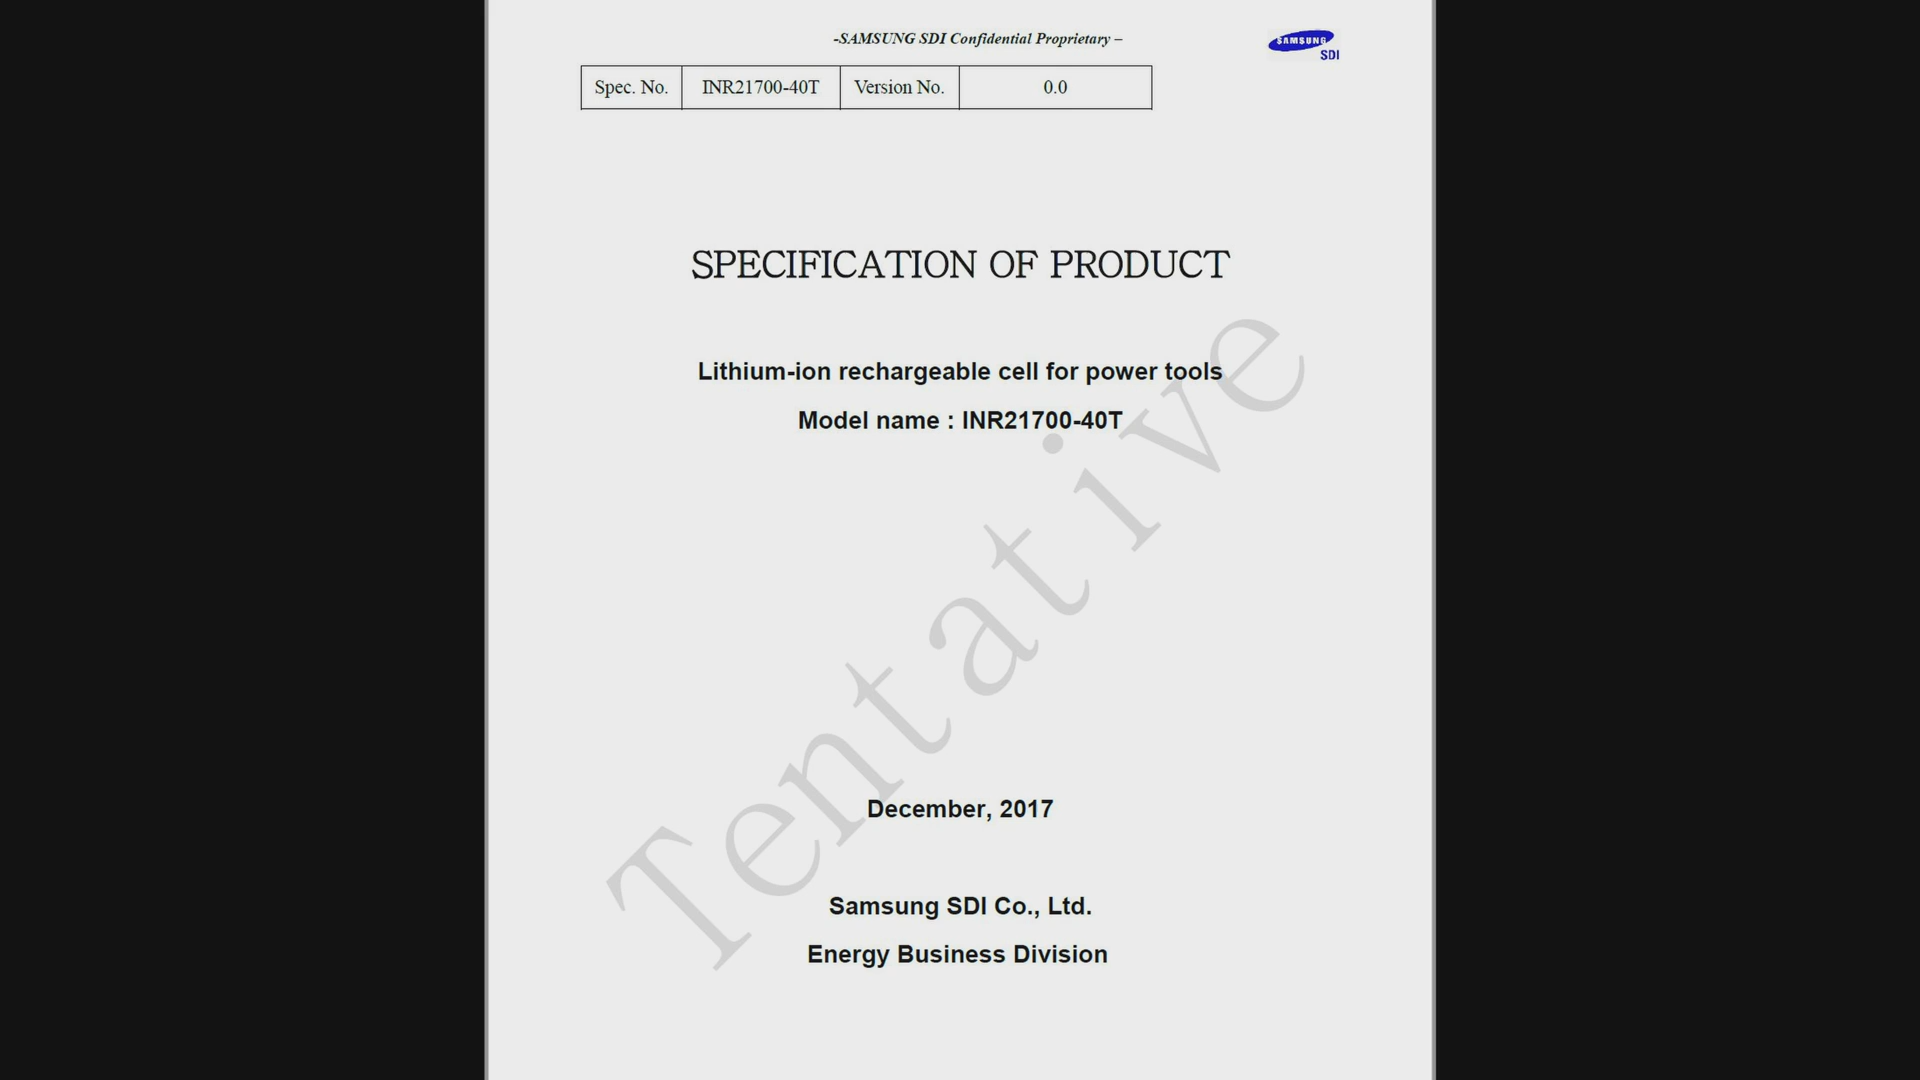 -SAMSUNG SDI Confidential Proprietary –
SAMSUNG
SDI
Spec. No. INR21700-40T Version No. 0.0
SPECIFICATION OF PRODUCT
Lithium-ion rechargeable cell for power tools
Model name : INR21700-40T
Tentative
December, 2017
Samsung SDI Co., Ltd.
Energy Business Division